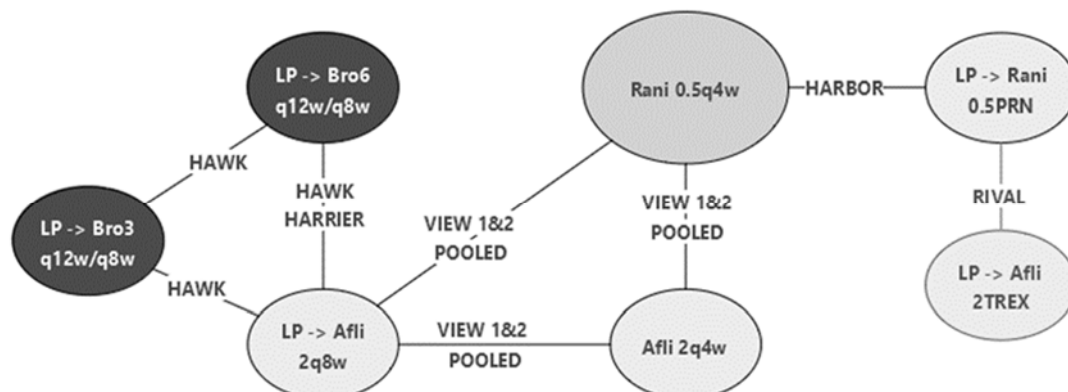 LP -> Bro6
q12w/q8w
Rani 0.5q4w
HARBOR
LP -> Rani
0.5PRN
HAWK
HAWK
HARRIER
VIEW 1&2
POOLED
VIEW 1&2
POOLED
RIVAL
LP -> Bro3
q12w/q8w
HAWK
LP -> Afli
2q8w
VIEW 1&2
POOLED
Afli 2q4w
LP -> Afli
2TREX